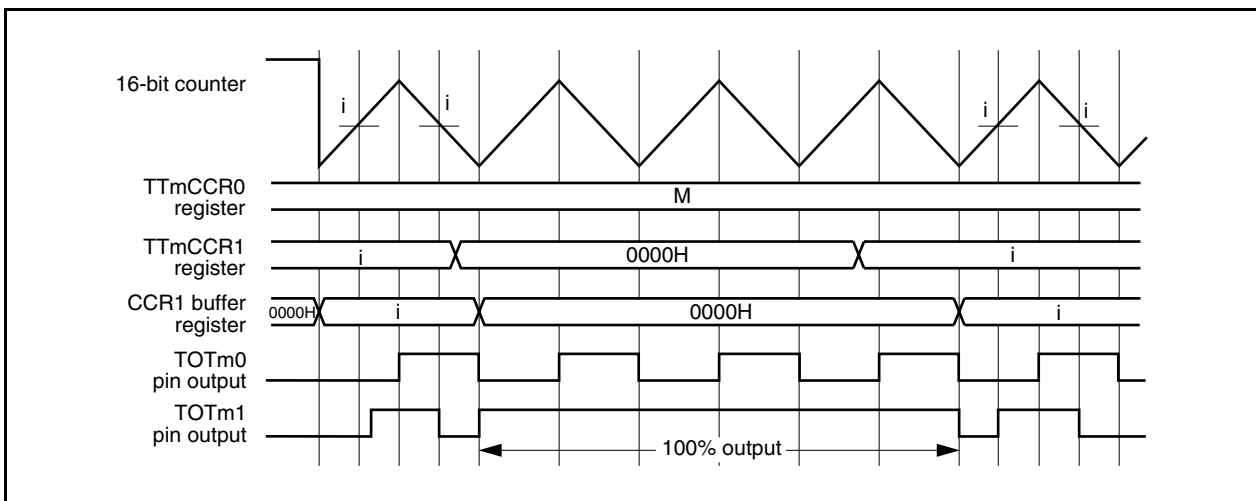 16-bit counter
i
i
i
i
TTmCCR0
register
M
TTmCCR1
register
i
0000H
i
CCR1 buffer
register
0000H
i
0000H
i
TOTm0
pin output
TOTm1
pin output
100% output